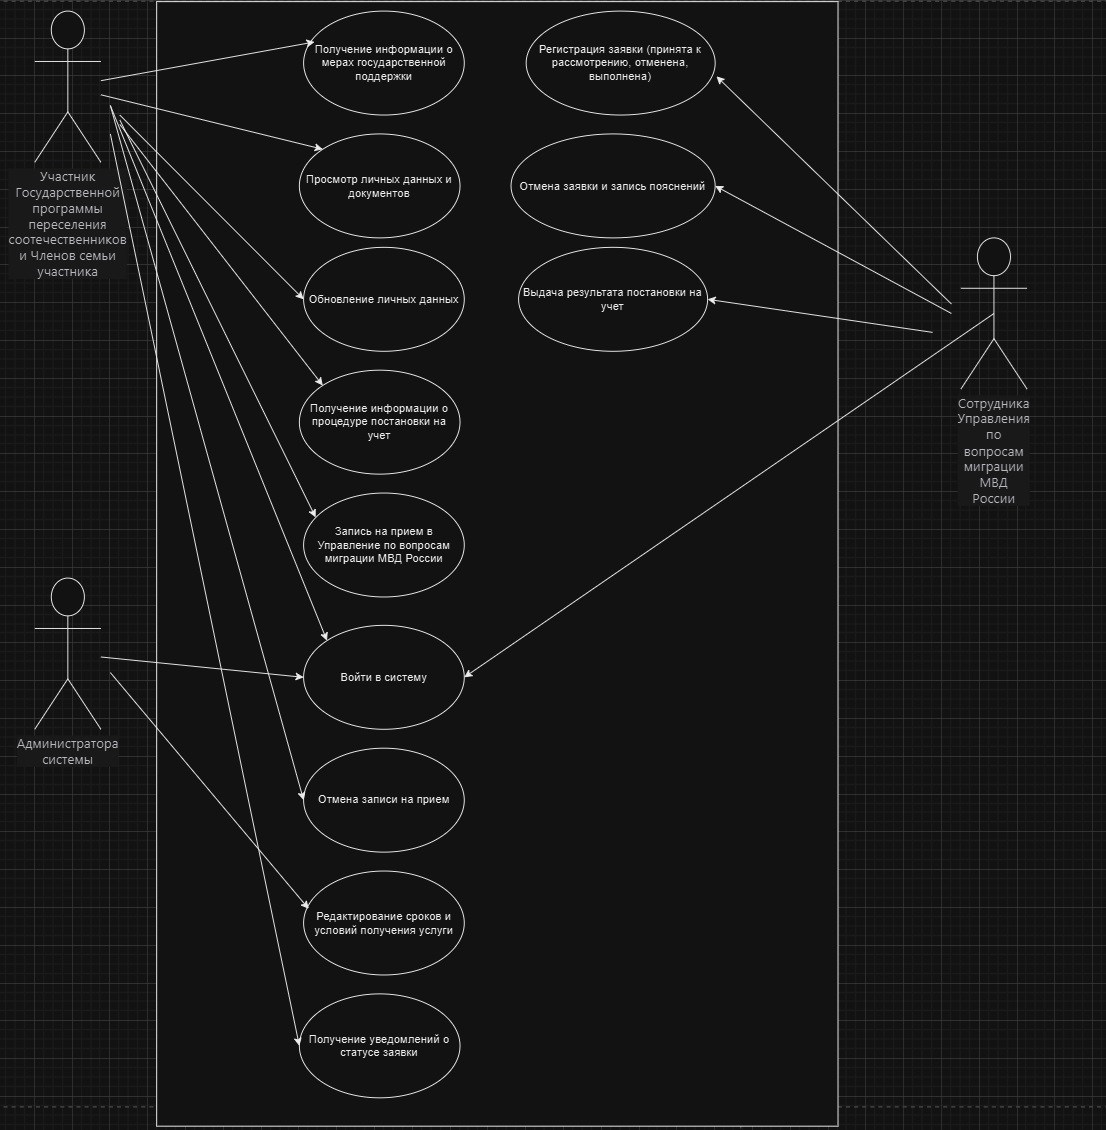 Участник
Государственной
программы
переселения
соотечественников
и Членов семьи
участника
Получение информации о
мерах государственной
поддержки
Регистрация заявки (принята к
рассмотрению, отменена,
выполнена)
Просмотр личных данных и
документов
Отмена заявки и запись пояснений
Обновление личных данных
Выдача результата постановки на
учет
Сотрудника
Управления
по
вопросам
миграции
МВД
России
Получение информации о
процедуре постановки на
учет
Запись на прием в
Управление по вопросам
миграции МВД России
Войти в систему
Администратора
системы
Отмена записи на прием
Редактирование сроков и
условий получения услуги
Получение уведомлений о
статусе заявки